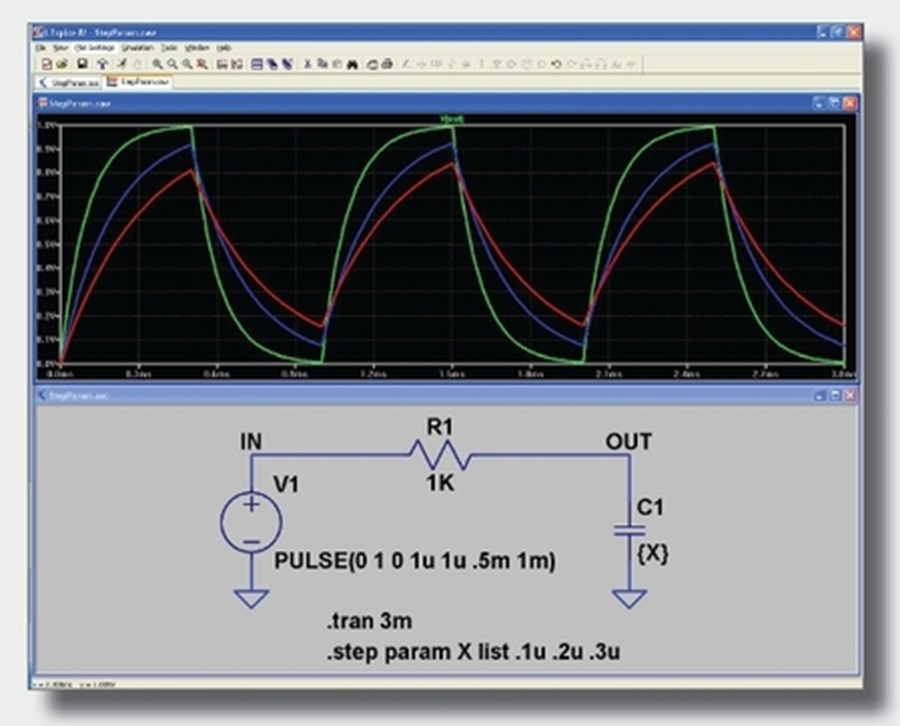 LTspice IV - StepParam.raw
File View Plot Settings Simulation Tools Window Help
StepParam.asc StepParam.raw
StepParam.raw
V(out)
1.0V
0.9V
0.8V
0.7V
0.6V
0.5V
0.4V
0.3V
0.2V
0.1V
0.0V
0.0ms 0.3ms 0.6ms 0.9ms 1.2ms 1.5ms 1.8ms 2.1ms 2.4ms 2.7ms 3.0ms
StepParam.asc
R1
IN OUT
V1 1K
C1
{X}
PULSE(0 1 0 1u 1u .5m 1m)
.tran 3m
.step param X list .1u .2u .3u